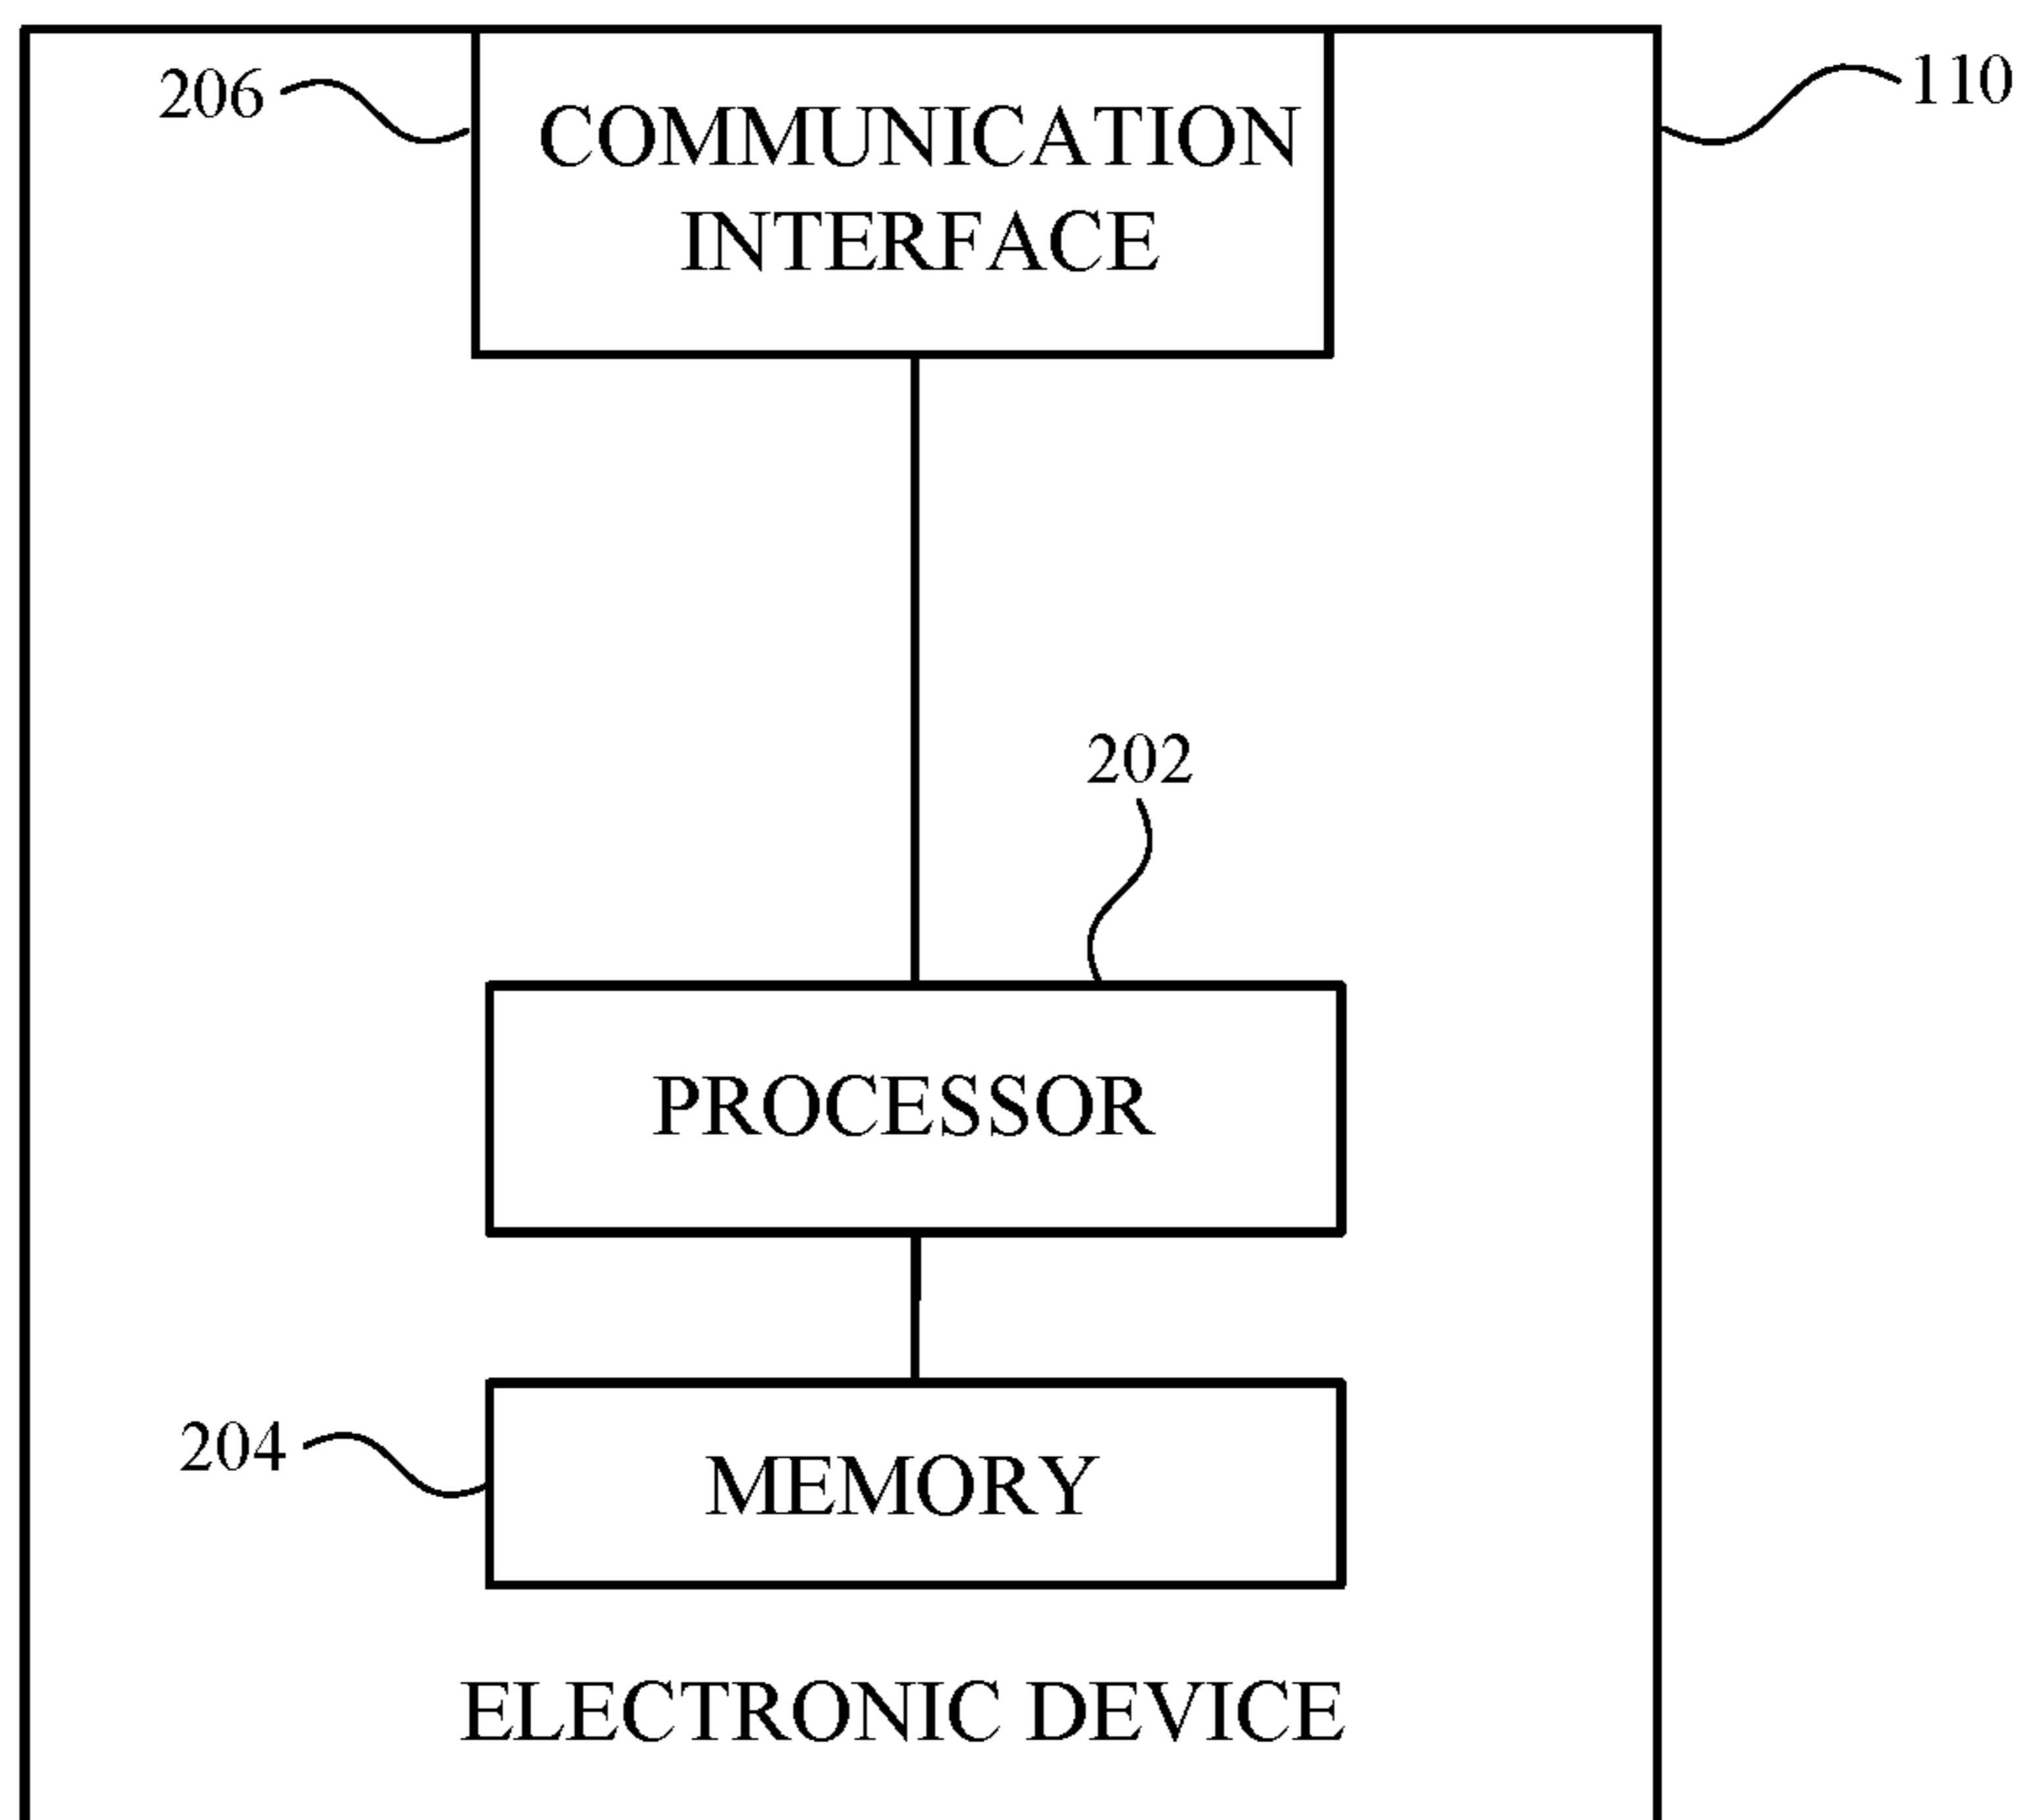 206
110
COMMUNICATION
INTERFACE
202
PROCESSOR
204
MEMORY
ELECTRONIC DEVICE